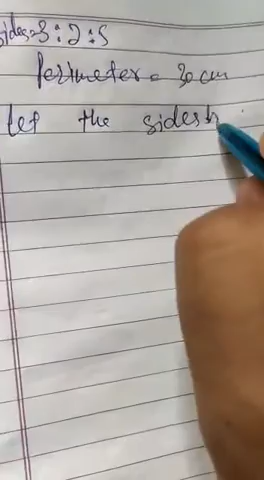 sides=3:2:5
Perimeter = 30 cm
Let the sides b